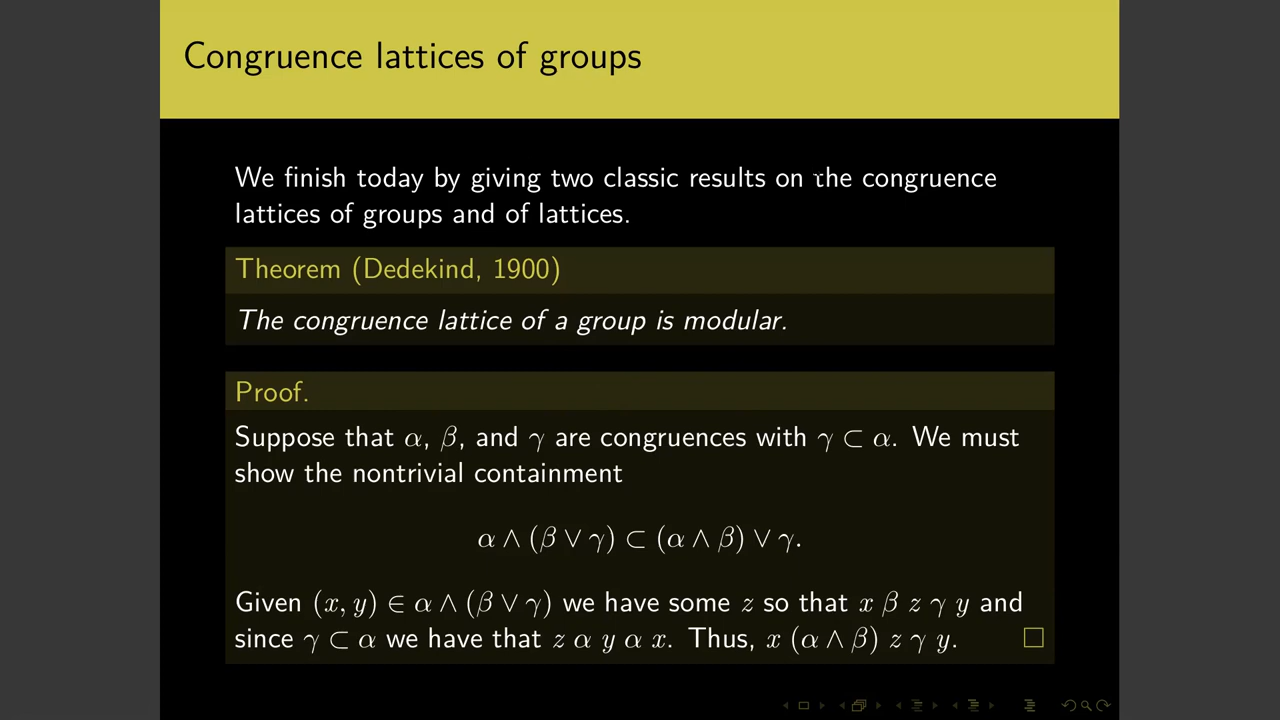 Congruence lattices of groups
We finish today by giving two classic results on the congruence
lattices of groups and of lattices.
Theorem (Dedekind, 1900)
The congruence lattice of a group is modular.
Proof.
Suppose that α, β, and γ are congruences with γ ⊂ α. We must
show the nontrivial containment
α ∧ (β ∨ γ) ⊂ (α ∧ β) ∨ γ.
Given (x, y) ∈ α ∧ (β ∨ γ) we have some z so that x β z γ y and
since γ ⊂ α we have that z α y α x. Thus, x (α ∧ β) z γ y. □